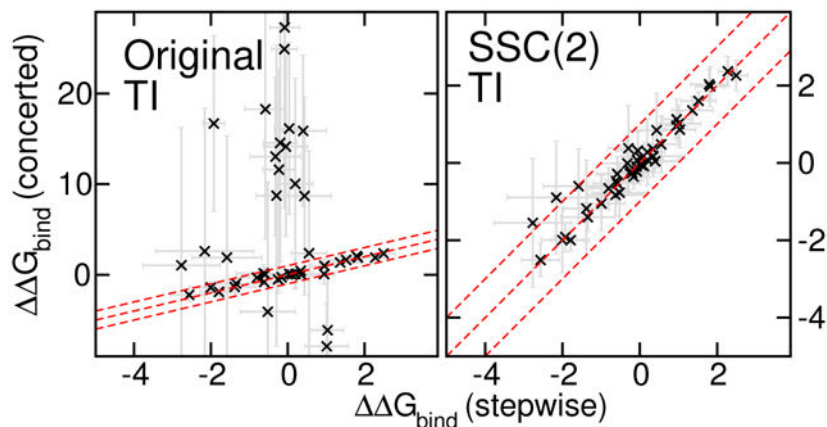 Original
TI
SSC(2)
TI
ΔΔG_bind (concerted)
20
10
0
2
0
-2
-4
-4 -2 0 2
-4 -2 0 2
ΔΔG_bind (stepwise)